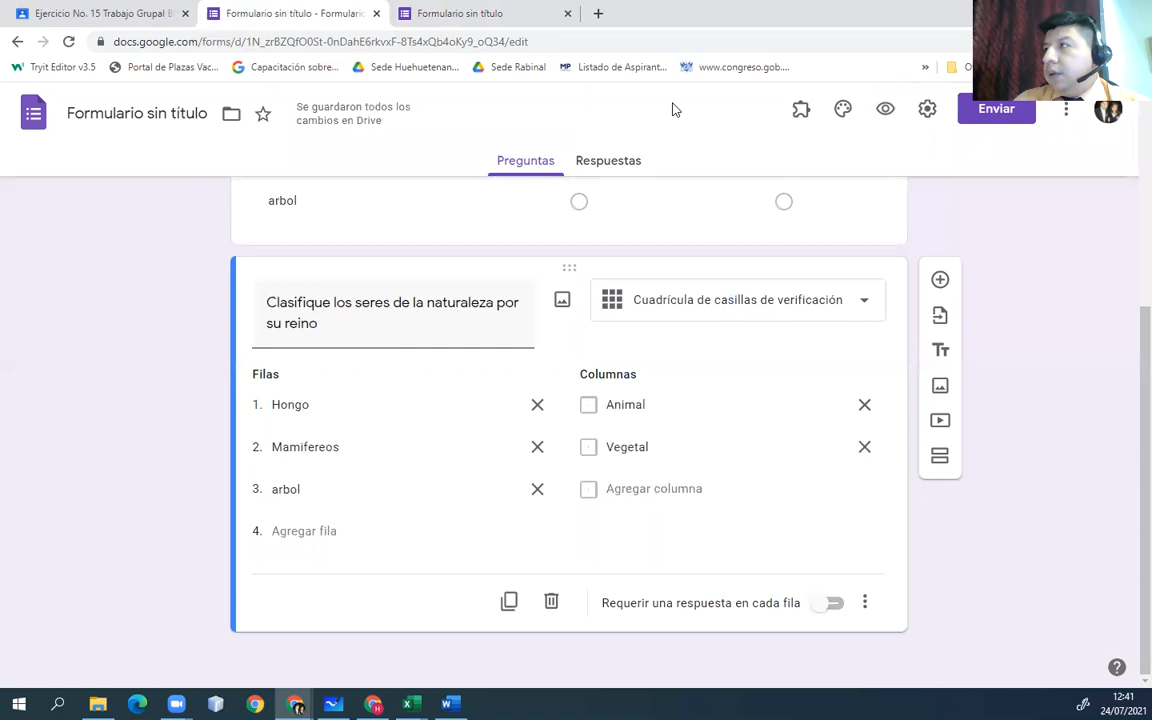 Ejercicio No. 15 Trabajo Grupal
Formulario sin título - Formulario
Formulario sin título
docs.google.com/forms/d/1N_zrBZQfO0St-0nDahE6rkvxF-8Ts4xQb4oKy9_oQ34/edit
Tryit Editor v3.5
Portal de Plazas Vac...
Capacitación sobre...
Sede Huehuetenan...
Sede Rabinal
MP Listado de Aspirant...
www.congreso.gob....
»
Formulario sin título
Se guardaron todos los
cambios en Drive
Enviar
Preguntas
Respuestas
arbol
Clasifique los seres de la naturaleza por
su reino
Cuadrícula de casillas de verificación
Filas
Columnas
1. Hongo
Animal
2. Mamifereos
Vegetal
3. arbol
Agregar columna
4. Agregar fila
Requerir una respuesta en cada fila
12:41
24/07/2021